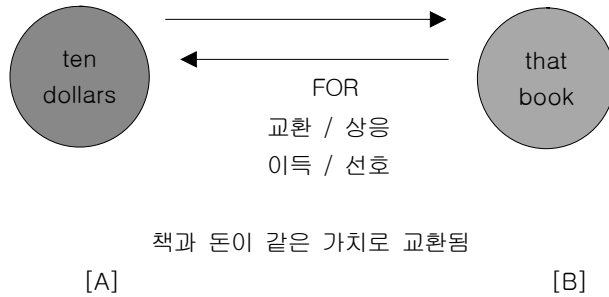 ten
dollars
that
book
FOR
교환 / 상응
이득 / 선호
책과 돈이 같은 가치로 교환됨
[A]
[B]